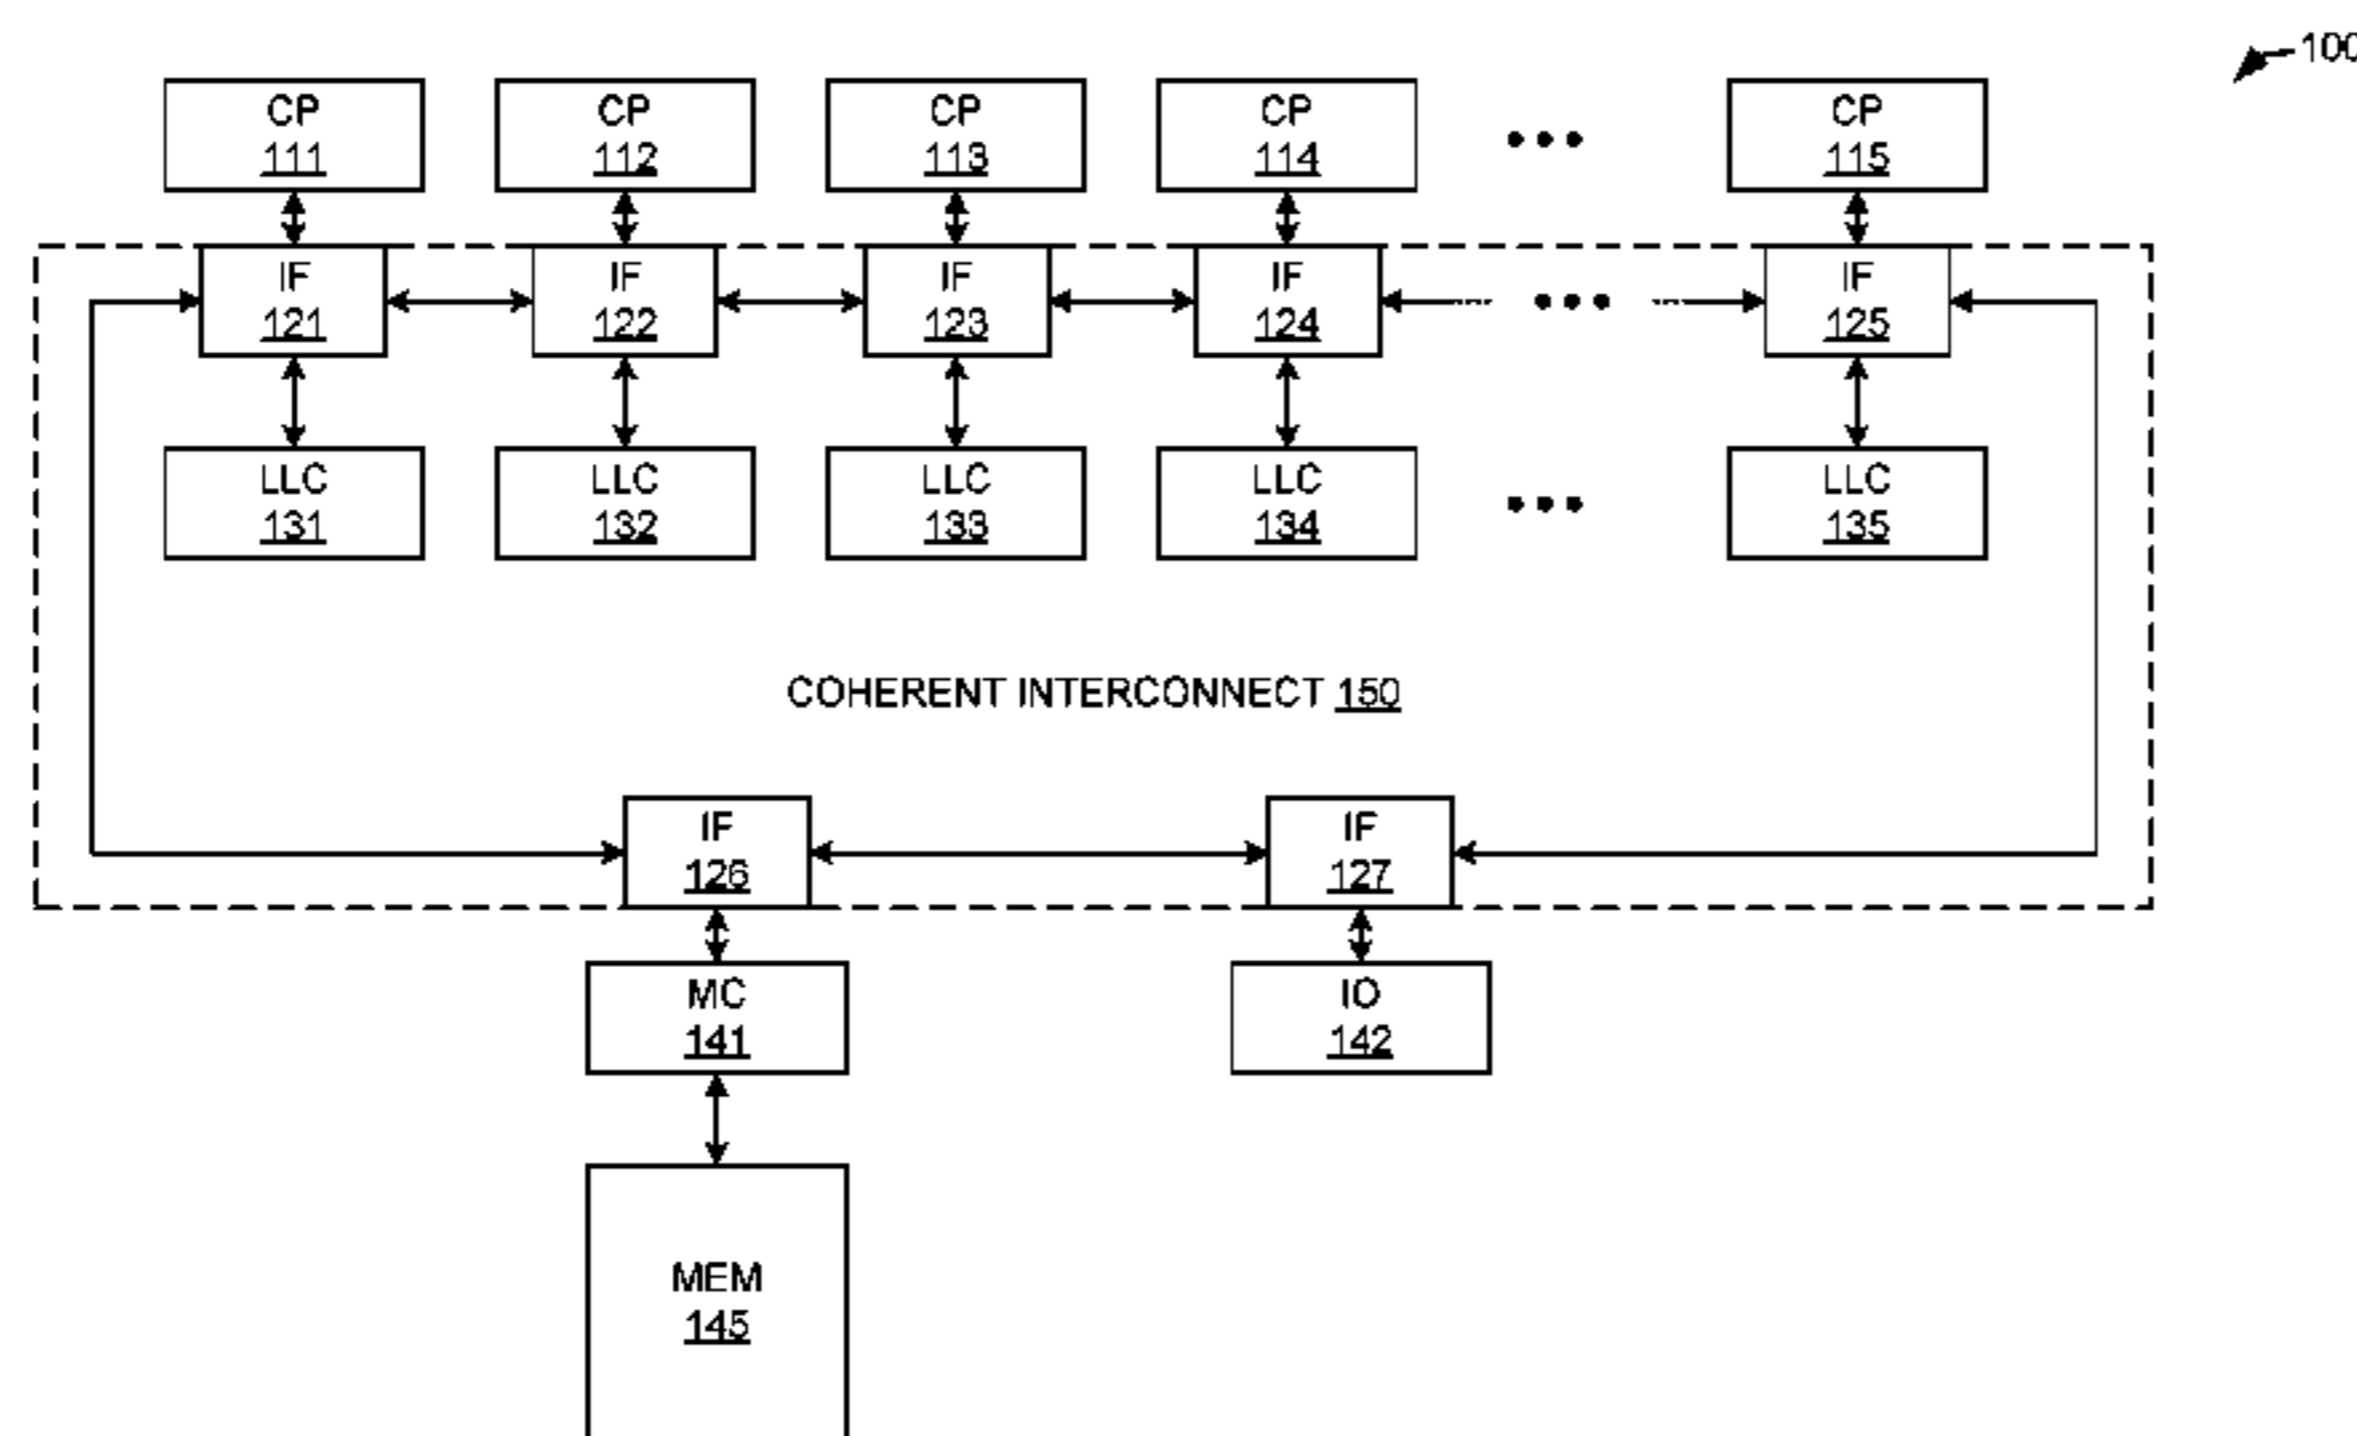 100
CP
111
CP
112
CP
113
CP
114
CP
115
IF
121
IF
122
IF
123
IF
124
IF
125
LLC
131
LLC
132
LLC
133
LLC
134
LLC
135
COHERENT INTERCONNECT 150
IF
126
IF
127
MC
141
IO
142
MEM
145